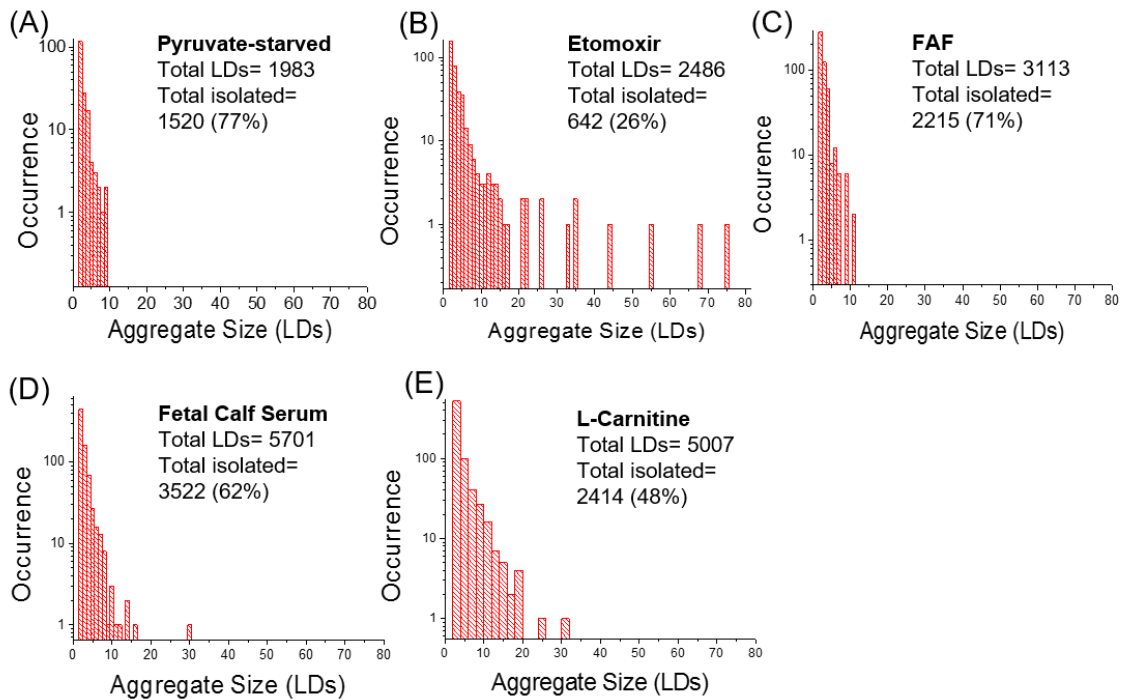 (A)
Pyruvate-starved
Total LDs= 1983
Total isolated=
1520 (77%)
Occurrence
100
10
1
0 10 20 30 40 50 60 70 80
Aggregate Size (LDs)
(B)
Etomoxir
Total LDs= 2486
Total isolated=
642 (26%)
Occurrence
100
10
1
0 10 20 30 40 50 60 70 80
Aggregate Size (LDs)
(C)
FAF
Total LDs= 3113
Total isolated=
2215 (71%)
Occurence
100
10
1
0 10 20 30 40 50 60 70 80
Aggregate Size (LDs)
(D)
Fetal Calf Serum
Total LDs= 5701
Total isolated=
3522 (62%)
Occurrence
100
10
1
0 10 20 30 40 50 60 70 80
Aggregate Size (LDs)
(E)
L-Carnitine
Total LDs= 5007
Total isolated=
2414 (48%)
Occurrence
100
10
1
0 10 20 30 40 50 60 70 80
Aggregate Size (LDs)